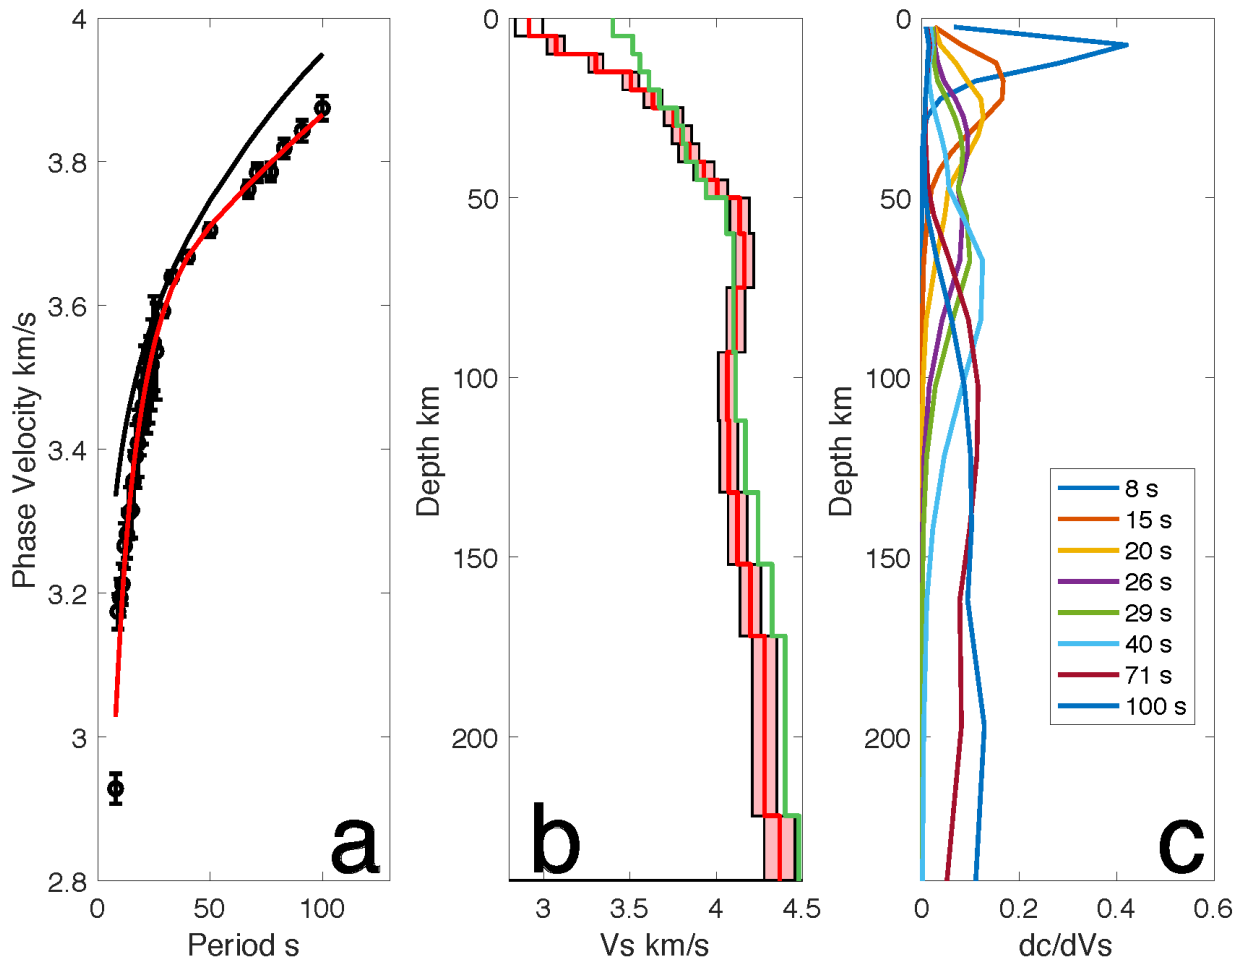 4
3.8
3.6
3.4
3.2
3
2.8
0
50
100
Phase Velocity km/s
Period s
a
0
50
100
150
200
3
3.5
4
4.5
Depth km
Vs km/s
b
0
50
100
150
200
0
0.2
0.4
0.6
Depth km
dc/dVs
8 s
15 s
20 s
26 s
29 s
40 s
71 s
100 s
c